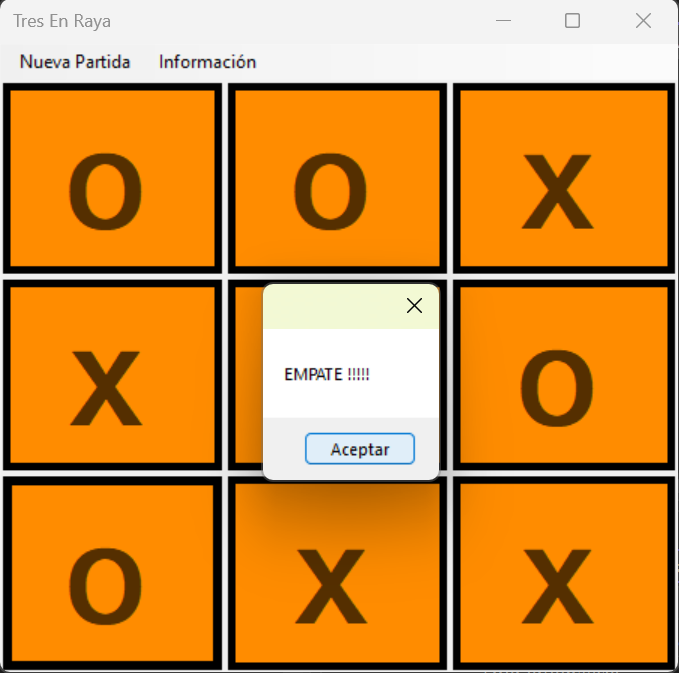 Tres En Raya
Nueva Partida Información
O O X
EMPATE !!!!!
X O
Aceptar
O X X